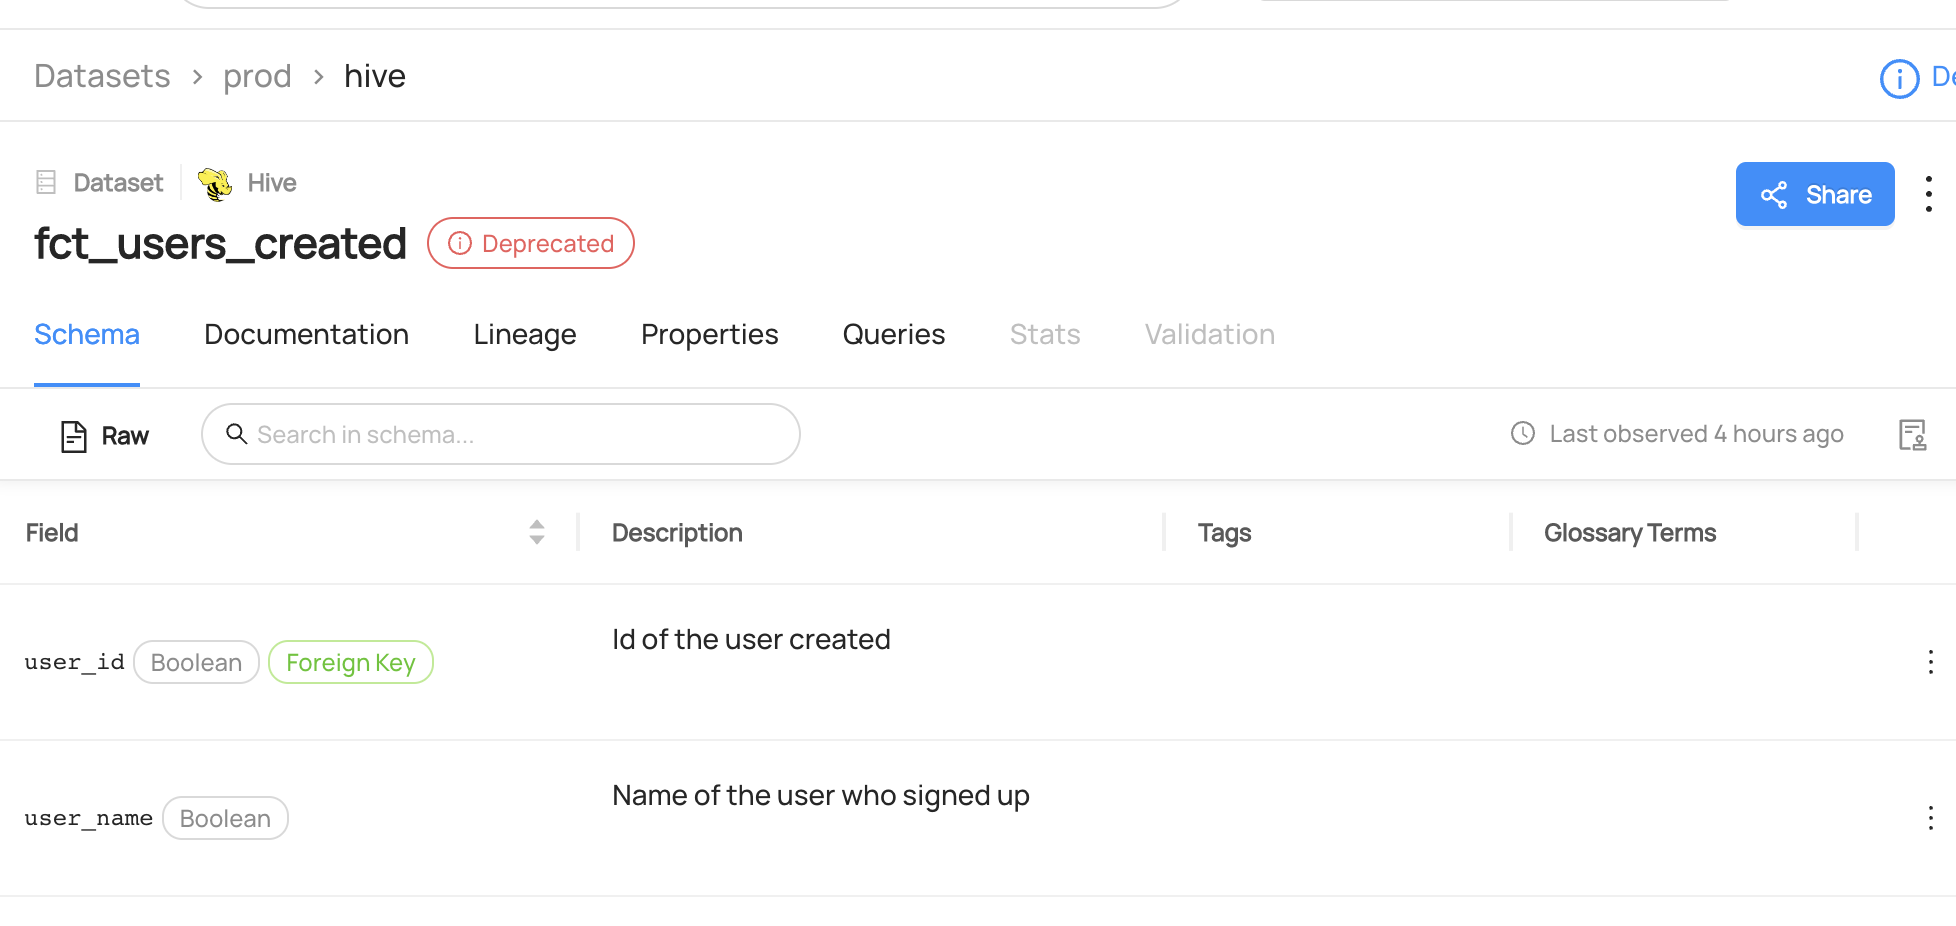 Datasets > prod > hive
Dataset Hive
Share
fct_users_created Deprecated
Schema Documentation Lineage Properties Queries Stats Validation
Raw Search in schema... Last observed 4 hours ago
Field Description Tags Glossary Terms
user_id Boolean Foreign Key Id of the user created
user_name Boolean Name of the user who signed up